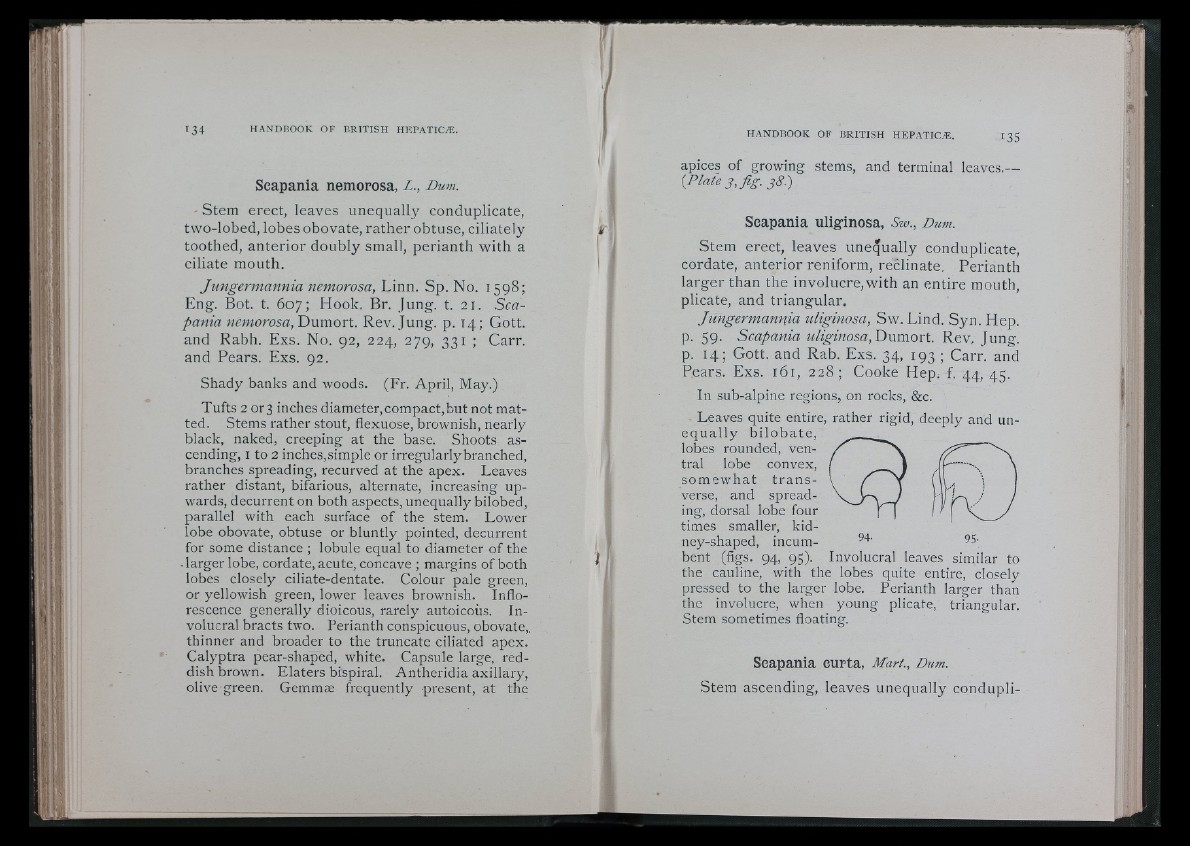 134 HANDBOOK OF BRITISH HEPATICÆ.
Scapania nemorosa, L., Dum.
Stem erect, leaves unequally conduplicate,
two-lobed, lobes obovate, rather obtuse, ciliately
toothed, anterior doubly small, perianth with a
ciliate mouth.
Jungermannia nemorosa, Linn. Sp. No. 1598;
Eng. Bot. t. 607; Hook. Br. Jung. t. 21. Sca-
pania nemorosa, Dumort. Rev. Jung. p. 14; Gott.
and Rabh. Exs. No. 92, 224, 279, 331 ; Carr.
and Pears. Exs. 92.
Shady banks and woods. (Fr. April, May.)
Tufts 2 or 3 inches diameter, compact, but not mat-
ted. Stems rather stout, flexuose, brownish, nearly
black, naked, creeping at the base. Shoots as-
cending, 1 to 2 inches, simple or irregularly branched,
branches spreading, recurved at the apex. Leaves
rather distant, bifarious, alternate, increasing up-
wards, decurrent on both aspects, unequally bilobed,
parallel with each surface of the stem. Lower
lobe obovate, obtuse or bluntly pointed, decurrent
for some distance ; lobule equal to diameter of the
larger lobe, cordate, acute, concave ; margins of both
lobes closely ciliate-dentate. Colour pale green,
or yellowish green, lower leaves brownish. Inflo-
rescence generally dioicous, rarely autoicous. In-
volucral bracts two. Perianth conspicuous, obovate,
thinner and broader to the truncate ciliated apex.
Calyptra pear-shaped, white. Capsule large, red-
dish brown. Elaters bispiral. Antheridia axillary,
olive green. Gemmæ frequently present, at the
HANDBOOK OF BRITISH HEPATICÆ. 135
apices of growing stems, and terminal leaves.—
(Plate 3, fig. 38.)
Scapania uliginosa, Sw., Dum.
Stem erect, leaves unequally conduplicate,
cordate, anterior reniform, reclinate. Perianth
larger than the involucre, with an entire mouth,
plicate, and triangular.
Jungermannia uliginosa, Sw. Lind. Syn. Hep.
p. 59. Scapania uliginosa, Dumort. Rev. Jung.
p. 14; Gott. and Rab. Exs. 34, 193 ; Carr. and
Pears. Exs. 161, 228 ; Cooke Hep. f. 44, 45.
In sub-alpine regions, on rocks, &c.
Leaves quite entire, rather rigid, deeply and un-
equally bilobate,
lobes rounded, ven-
tral lobe convex,
somewhat trans-
verse, and spread-
ing, dorsal lobe four
times smaller, kid-
ney-shaped, incum-
94. 95.
bent (figs. 94, 95). Involucral leaves similar to
the cauline, with the lobes quite entire, closely
pressed to the larger lobe. Perianth larger than
the involucre, when young plicate, triangular.
Stem sometimes floating.
Scapania curta, Mart., Dum.
Stem ascending, leaves unequally condupli-